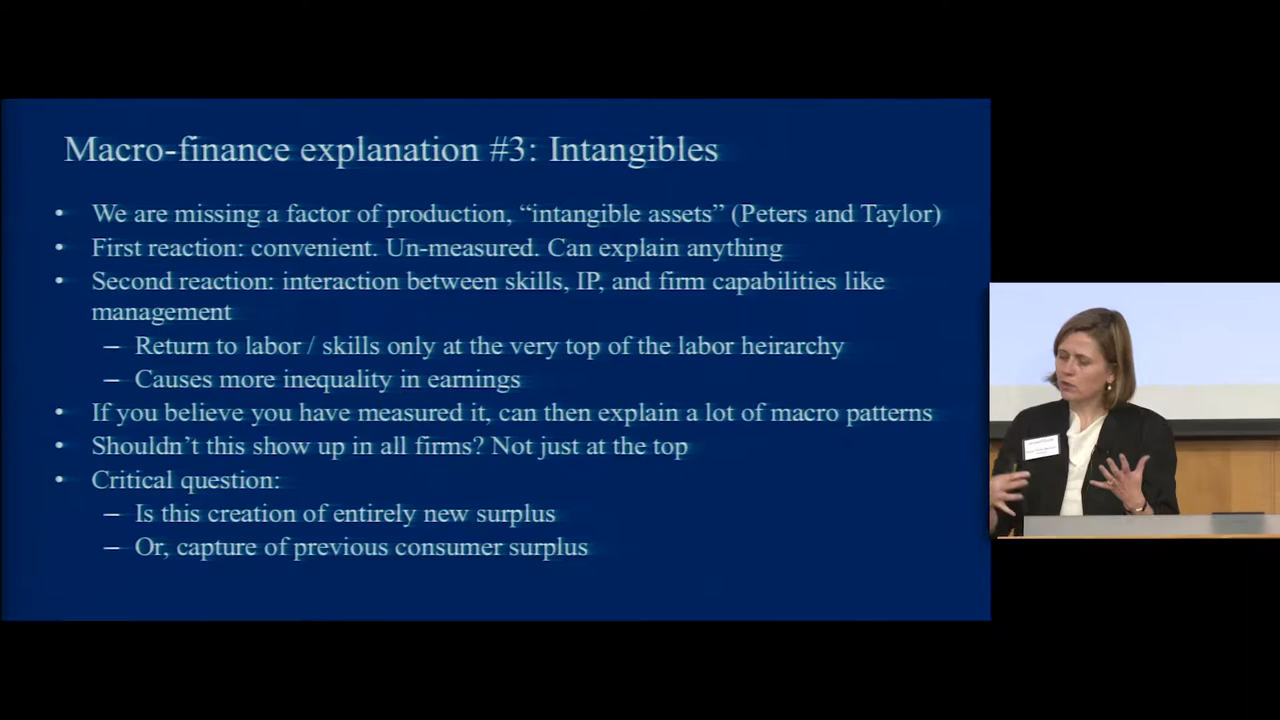 Macro-finance explanation #3: Intangibles
• We are missing a factor of production, “intangible assets” (Peters and Taylor)
• First reaction: convenient. Un-measured. Can explain anything
• Second reaction: interaction between skills, IP, and firm capabilities like
management
– Return to labor / skills only at the very top of the labor heirarchy
– Causes more inequality in earnings
• If you believe you have measured it, can then explain a lot of macro patterns
• Shouldn’t this show up in all firms? Not just at the top
• Critical question:
– Is this creation of entirely new surplus
– Or, capture of previous consumer surplus